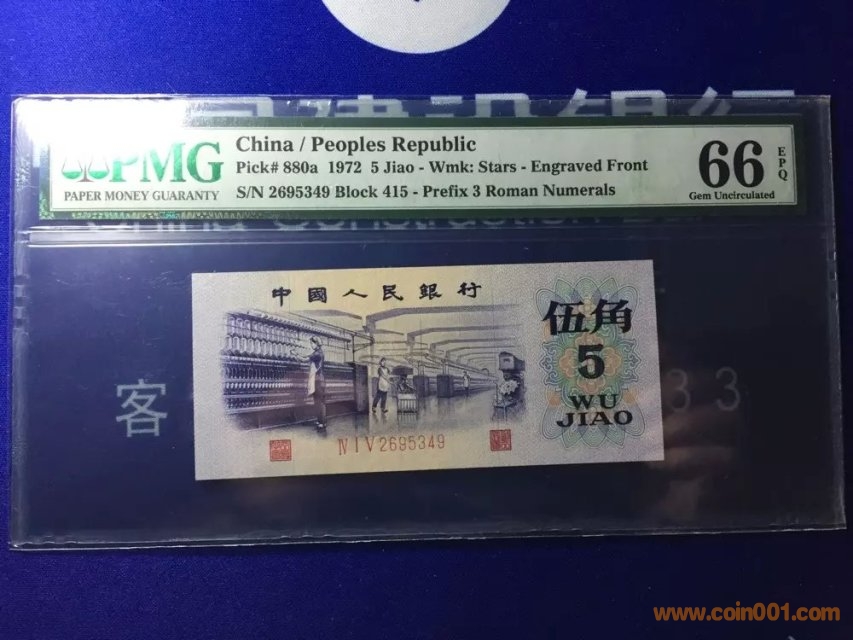 China / Peoples Republic
PMG
Pick# 880a 1972 5 Jiao - Wmk: Stars - Engraved Front
PAPER MONEY GUARANTY
S/N 2695349 Block 415 - Prefix 3 Roman Numerals
66
EPQ
Gem Uncirculated
中國人民銀行
伍角
5
WU
JIAO
ⅣⅠⅤ2695349
客
33
www.coin001.com